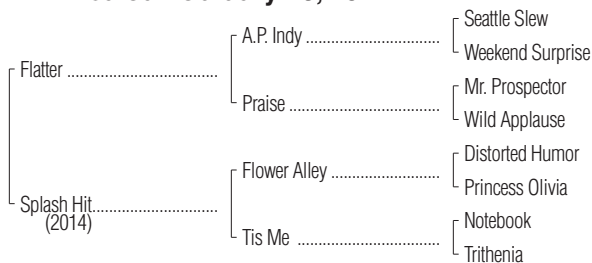 Seattle Slew
A.P. Indy
Weekend Surprise
Flatter
Mr. Prospector
Praise
Wild Applause
Distorted Humor
Flower Alley
Princess Olivia
Splash Hit
(2014)
Notebook
Tis Me
Trithenia